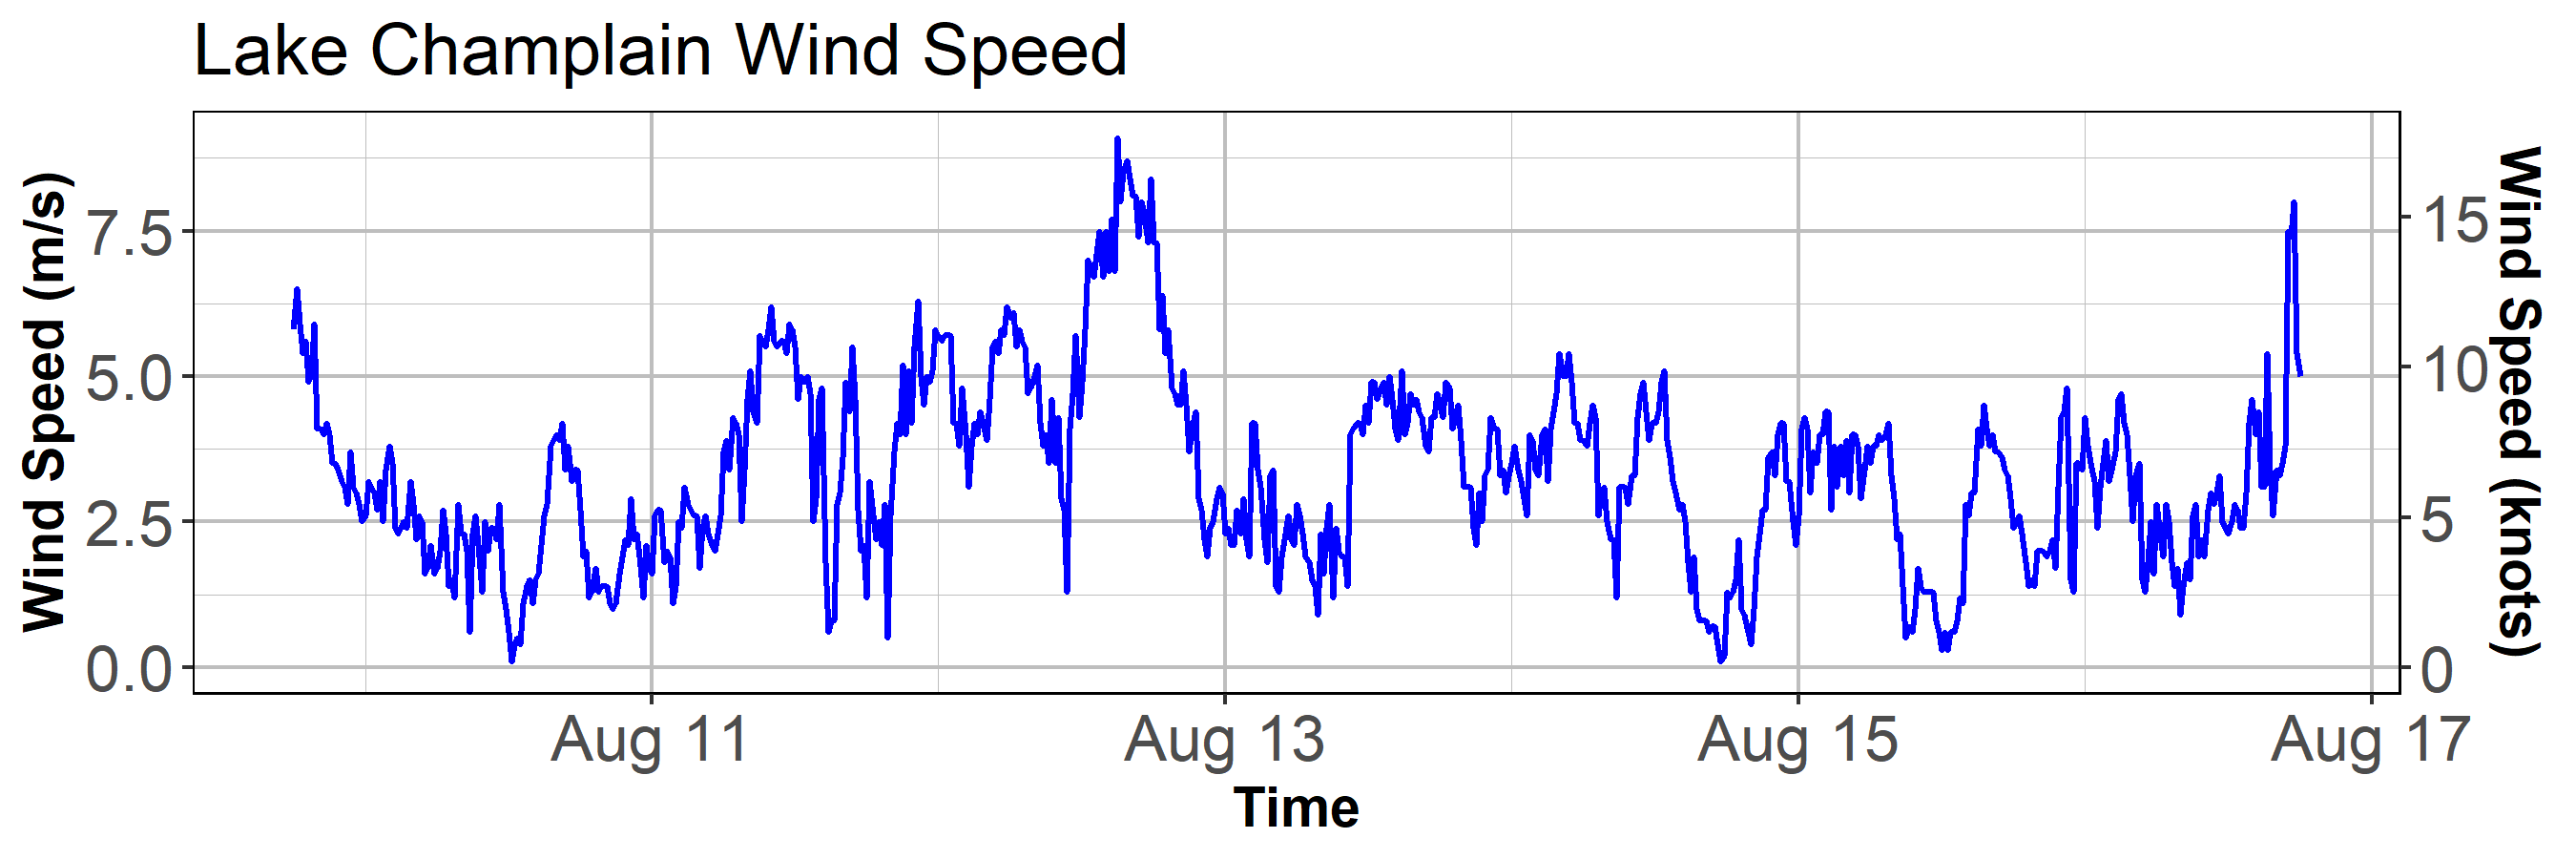 Lake Champlain Wind Speed
Wind Speed (m/s)
7.5
5.0
2.5
0.0
15
10
5
0
Wind Speed (knots)
Aug 11
Aug 13
Aug 15
Aug 17
Time